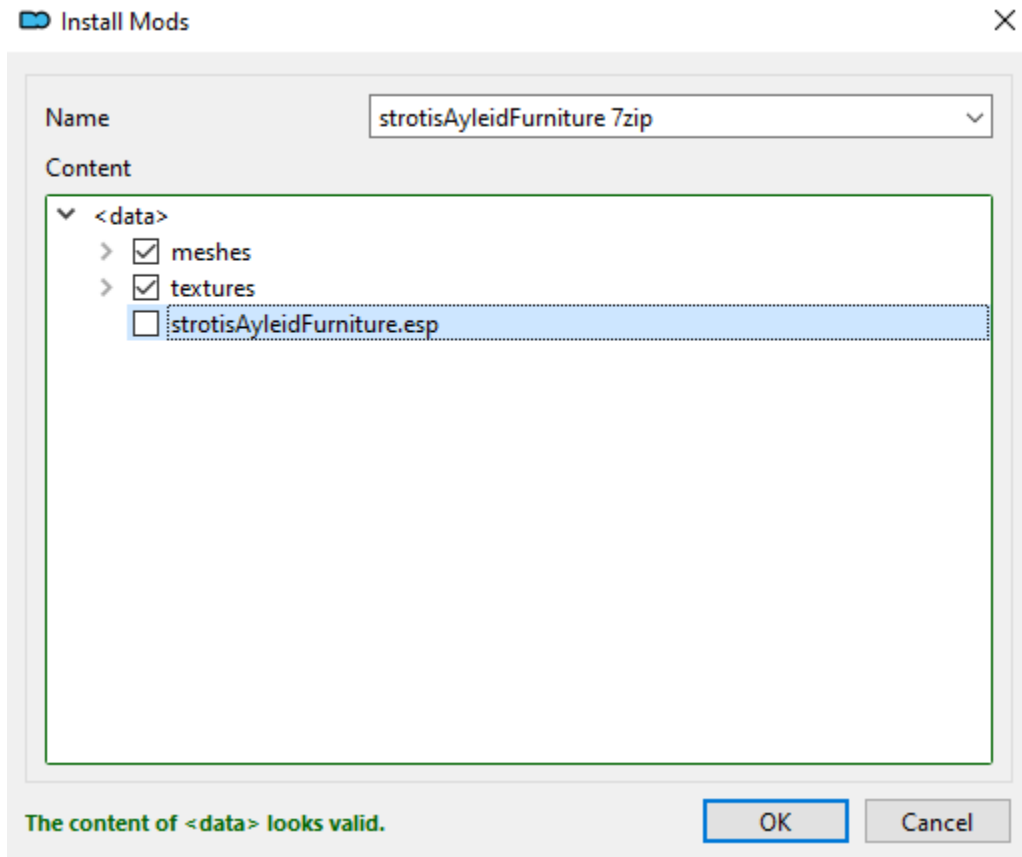 Install Mods
Name
strotisAyleidFurniture 7zip
Content
<data>
meshes
textures
strotisAyleidFurniture.esp
The content of <data> looks valid.
OK
Cancel